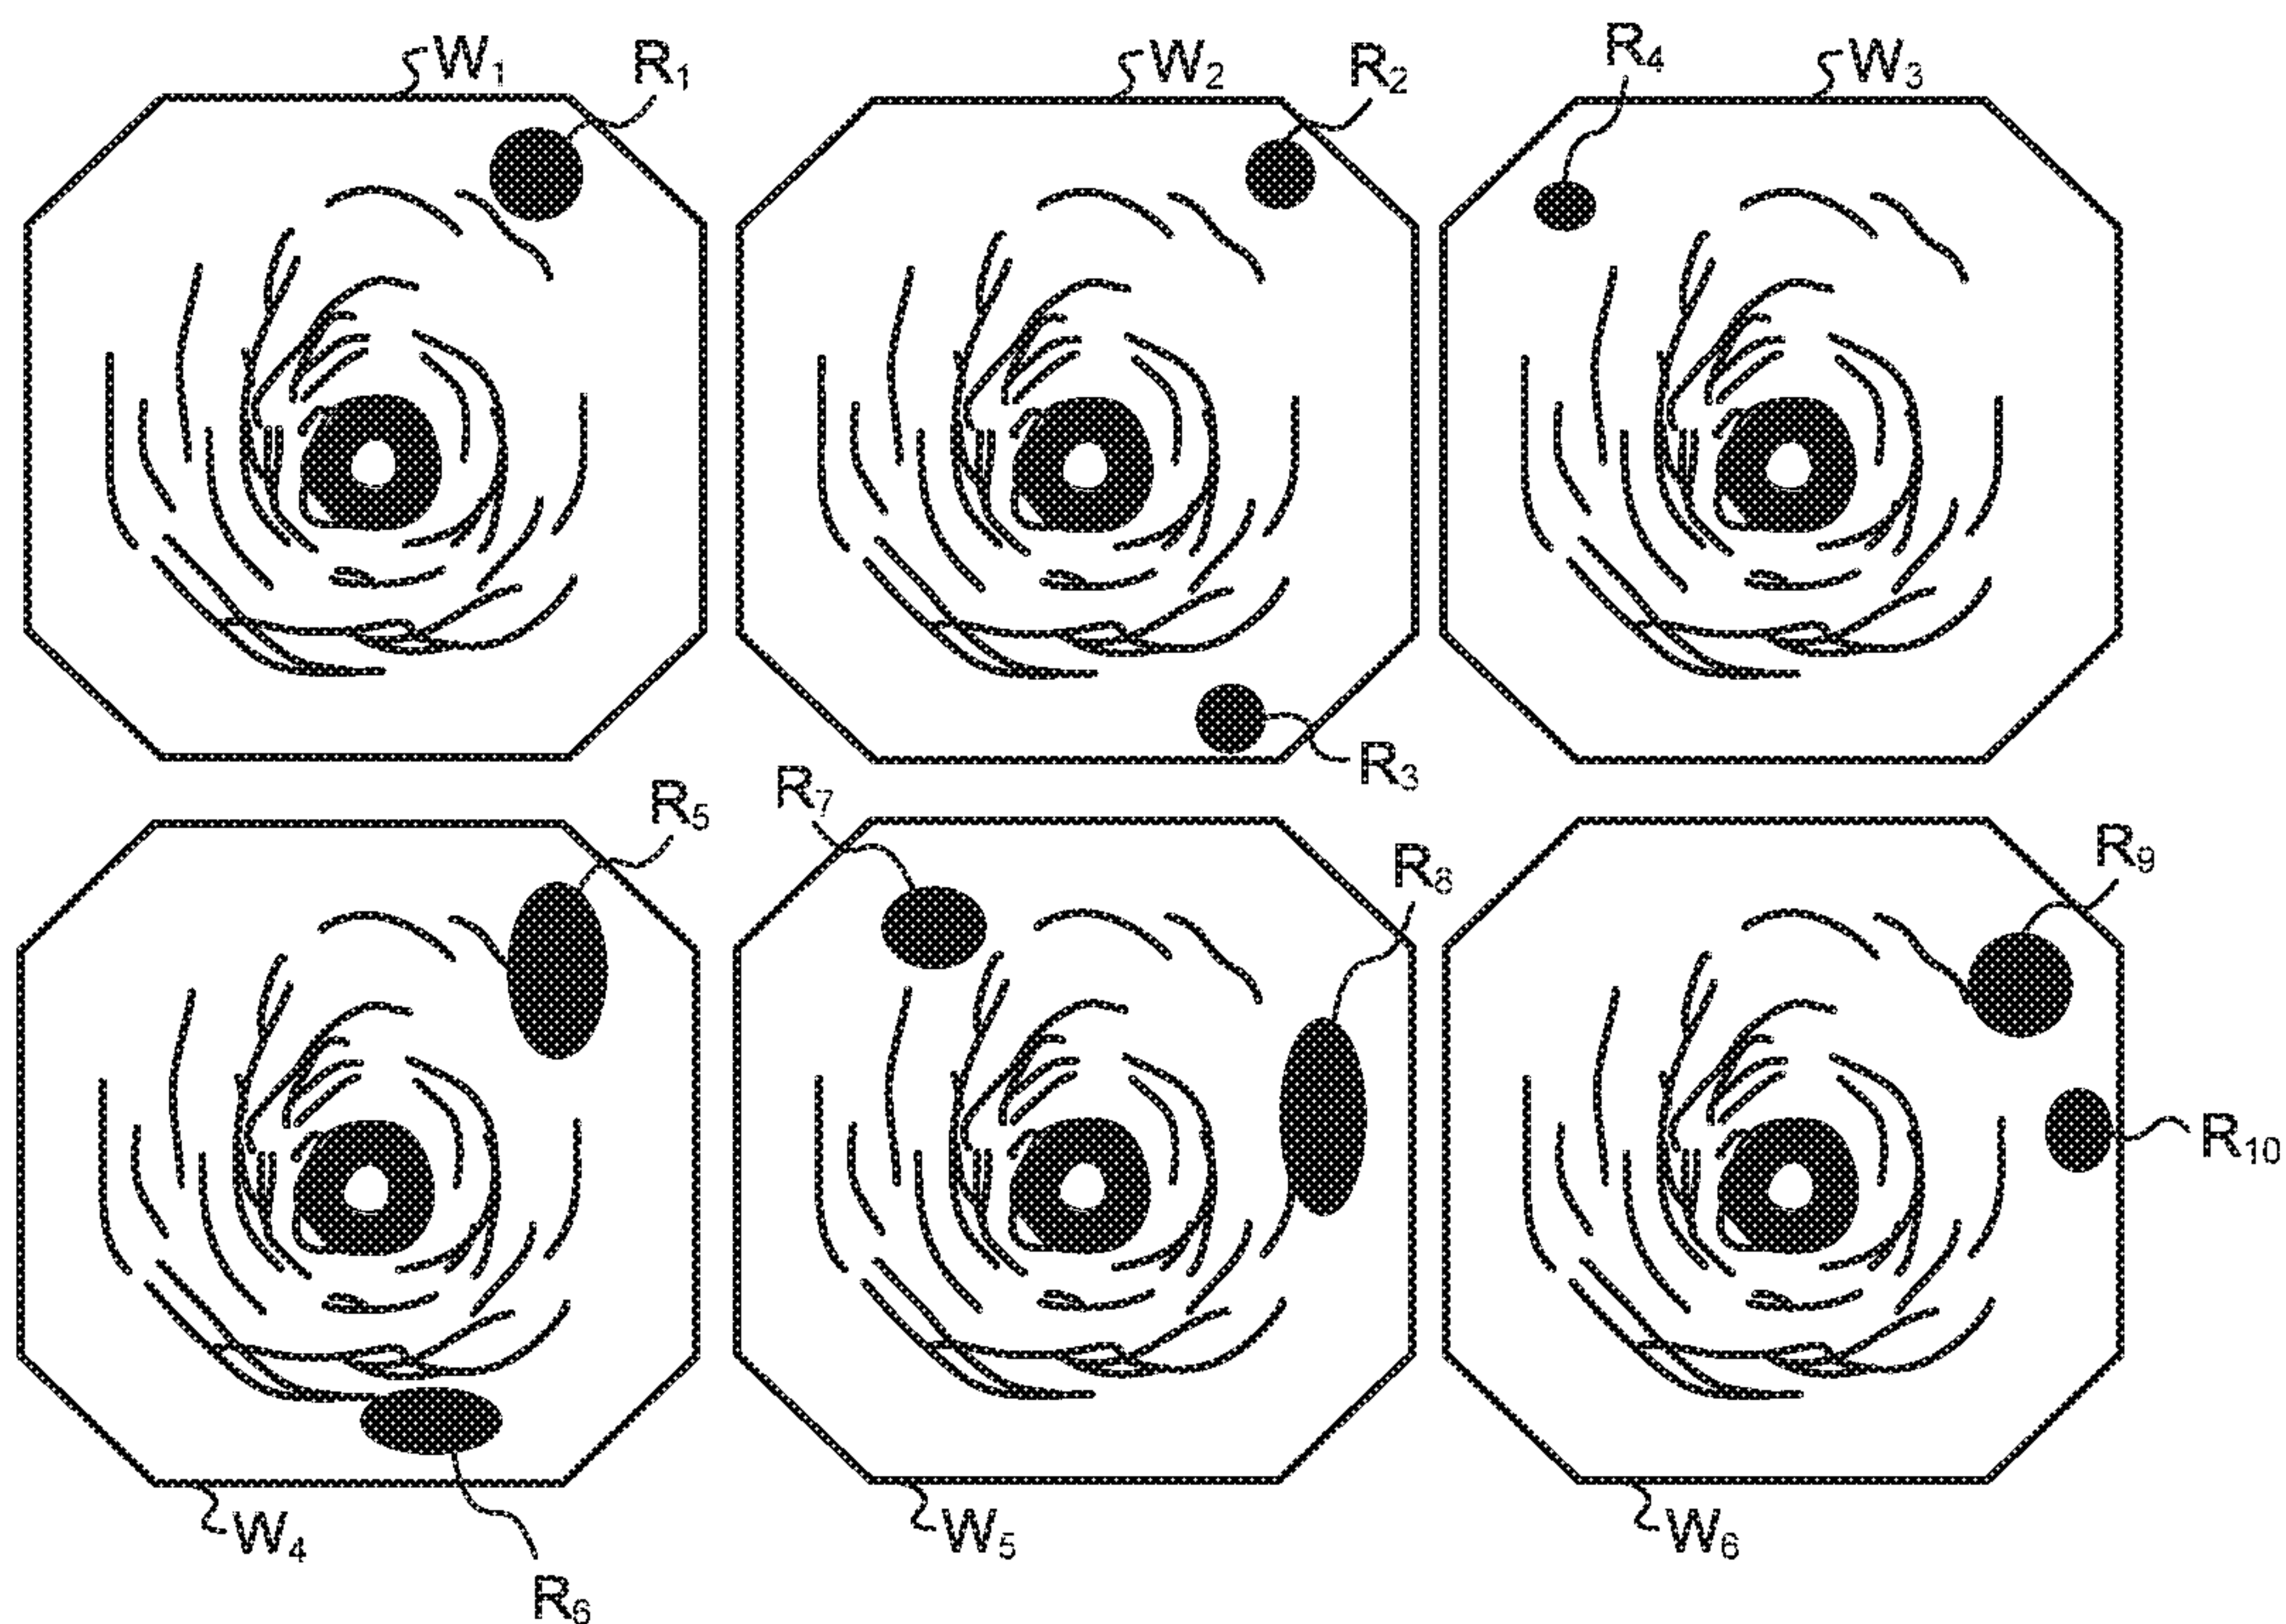 W₁ R₁ W₂ R₂ R₄ W₃
R₃
R₅ R₇ R₈ R₉
R₁₀
W₄ W₅ W₆
R₆